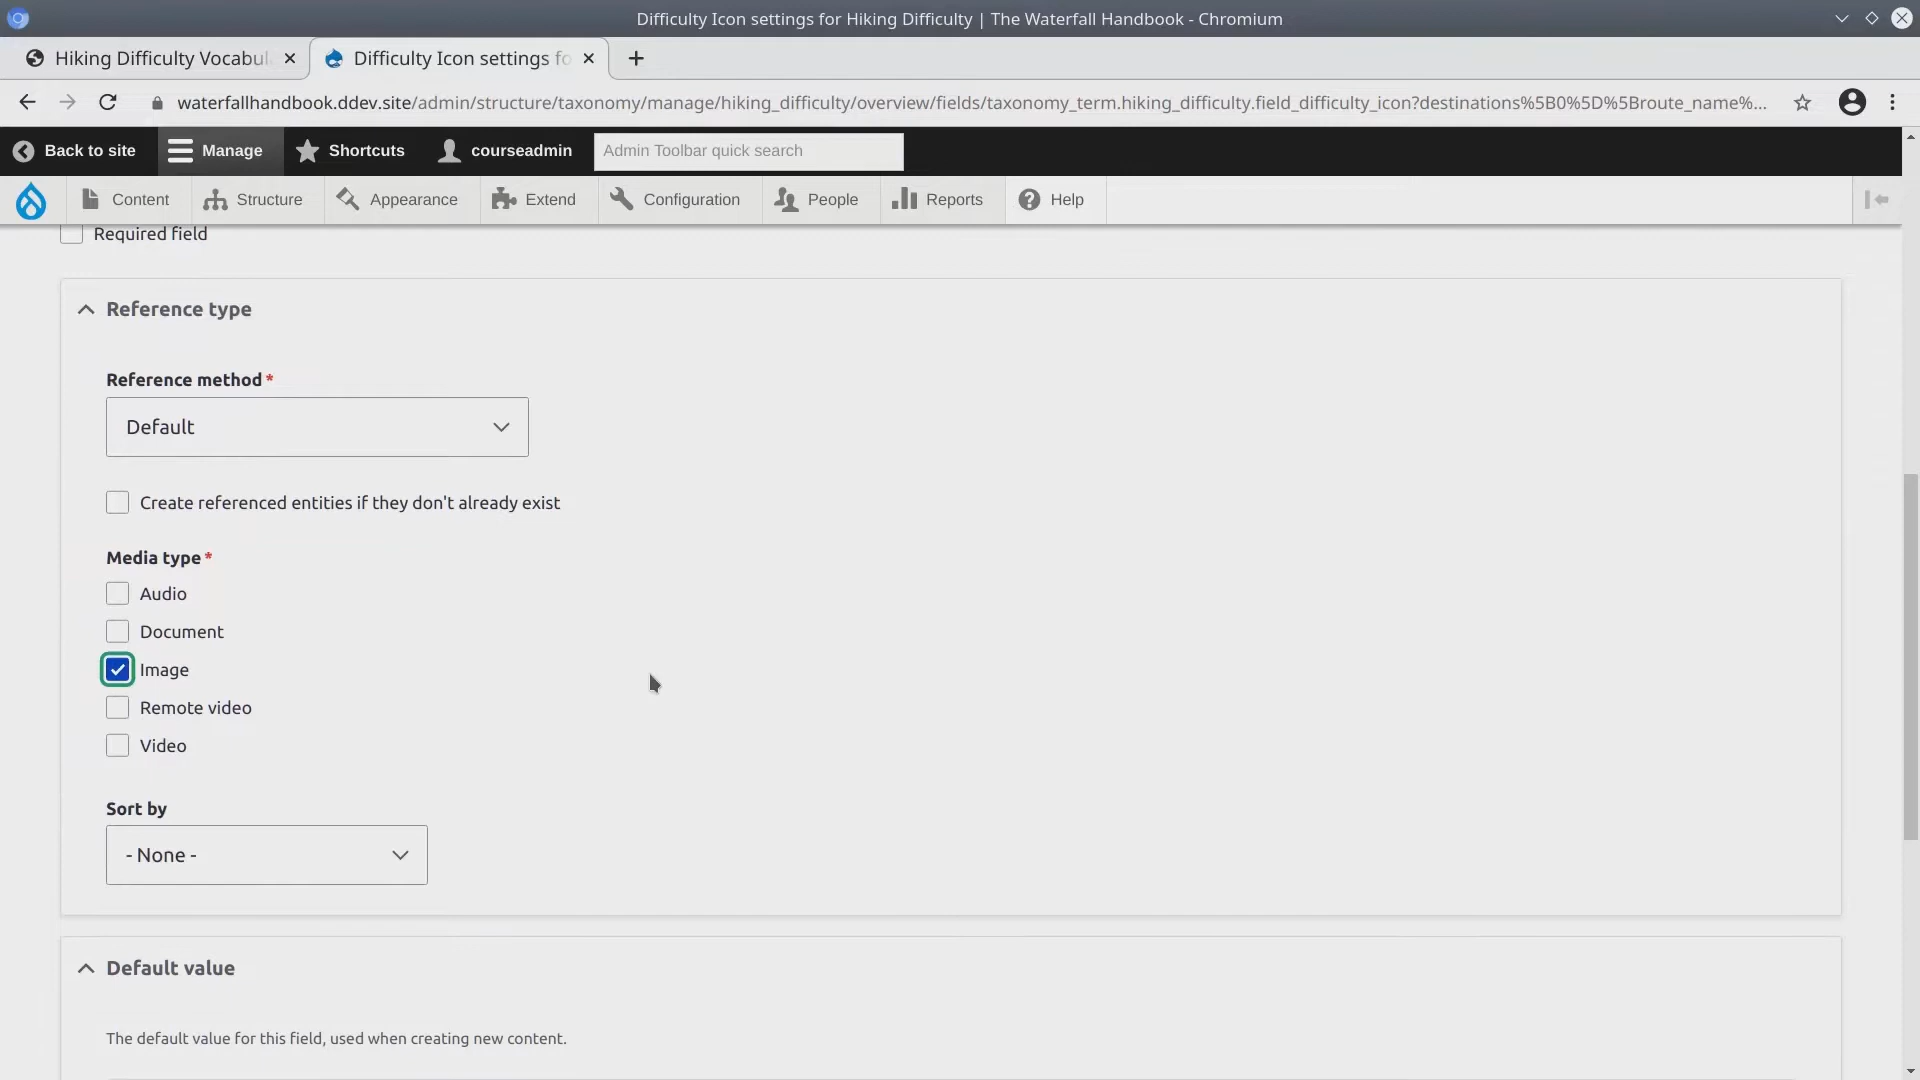 Difficulty Icon settings for Hiking Difficulty | The Waterfall Handbook - Chromium
Hiking Difficulty Vocabul
Difficulty Icon settings fo
waterfallhandbook.ddev.site/admin/structure/taxonomy/manage/hiking_difficulty/overview/fields/taxonomy_term.hiking_difficulty.field_difficulty_icon?destinations%5B0%5D%5Broute_name%...
Back to site
Manage
Shortcuts
courseadmin
Admin Toolbar quick search
Content
Structure
Appearance
Extend
Configuration
People
Reports
Help
Required field
Reference type
Reference method*
Default
Create referenced entities if they don't already exist
Media type*
Audio
Document
Image
Remote video
Video
Sort by
- None -
Default value
The default value for this field, used when creating new content.